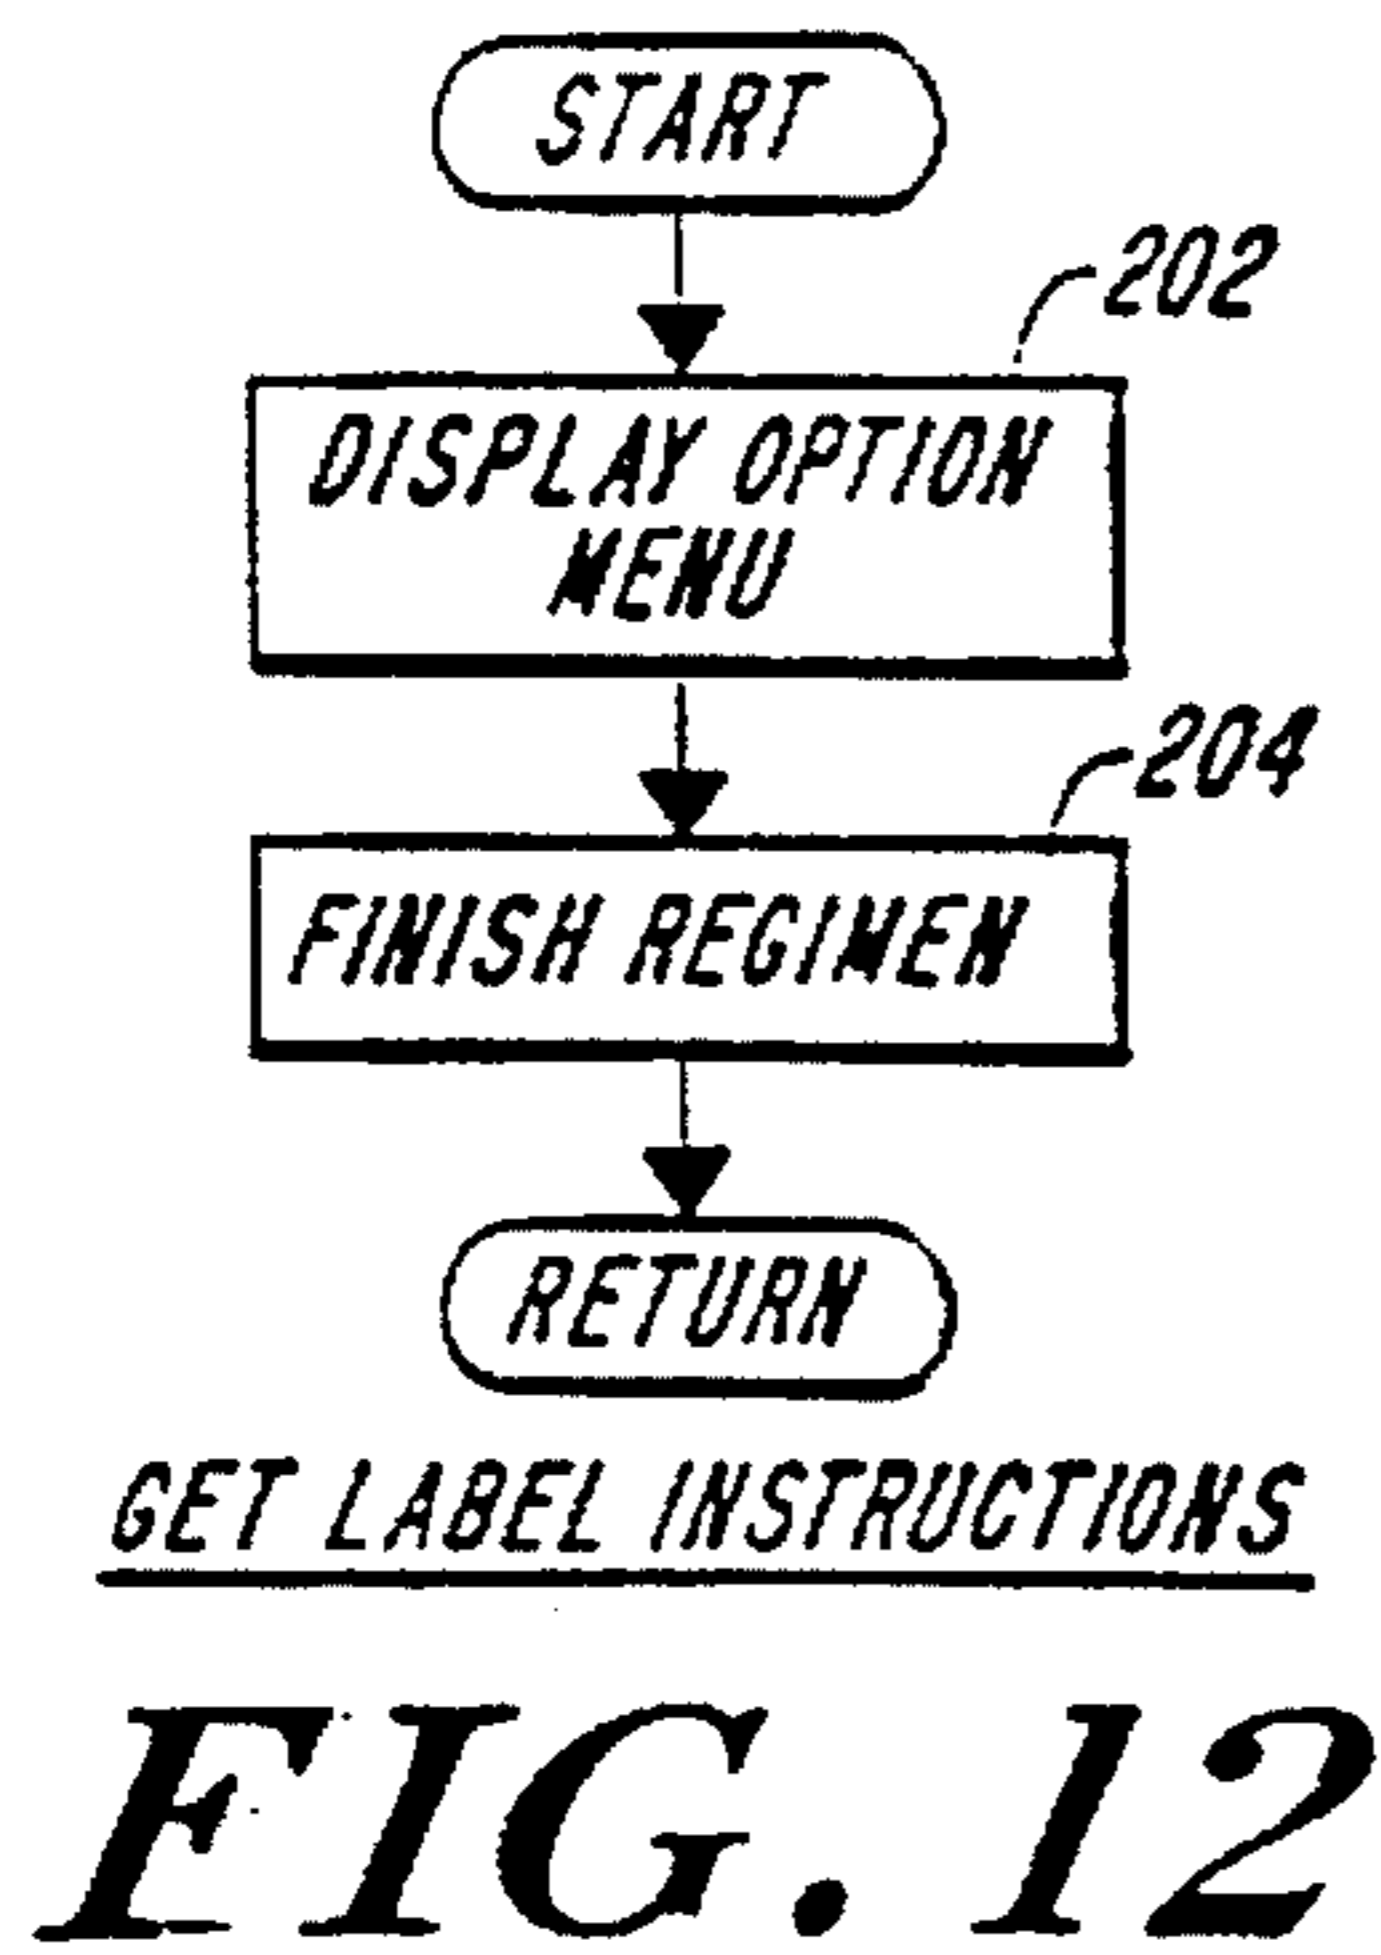 START
202
DISPLAY OPTION
MENU
204
FINISH REGIMEN
RETURN
GET LABEL INSTRUCTIONS
FIG. 12